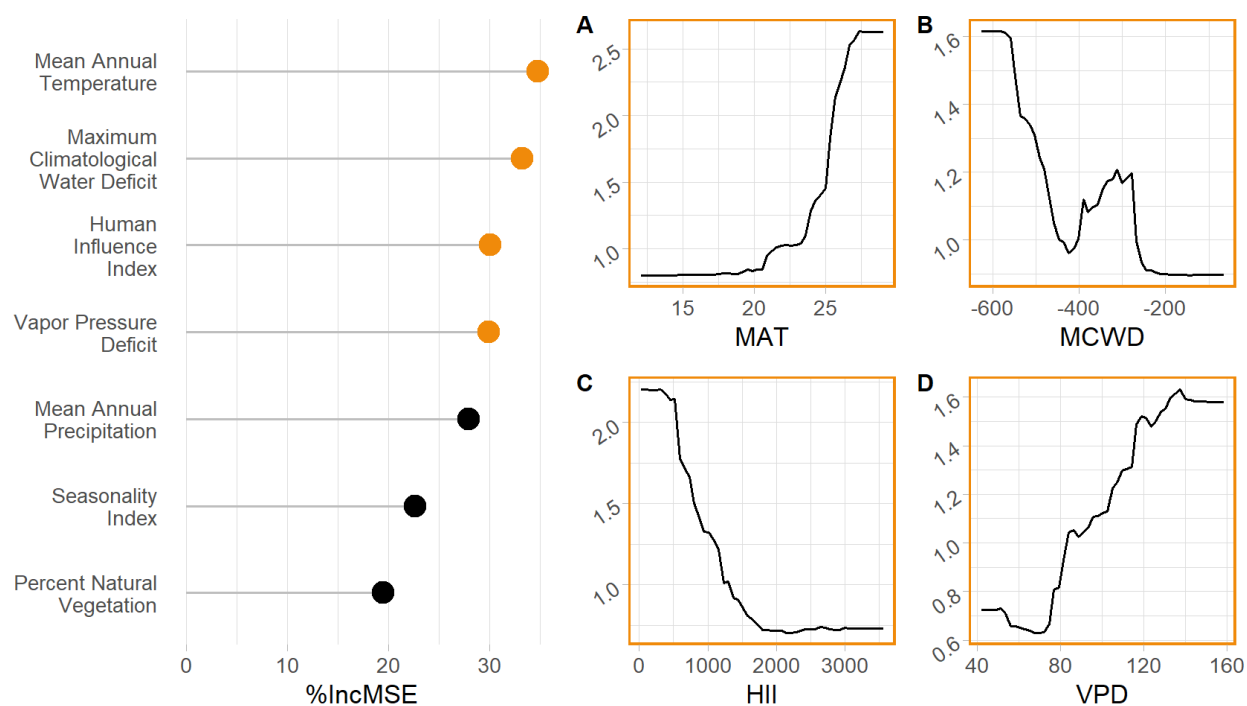 Mean Annual
Temperature
Maximum
Climatological
Water Deficit
Human
Influence
Index
Vapor Pressure
Deficit
Mean Annual
Precipitation
Seasonality
Index
Percent Natural
Vegetation
0 10 20 30
%IncMSE
A
2.5
2.0
1.5
1.0
15 20 25
MAT
B
1.6
1.4
1.2
1.0
-600 -400 -200
MCWD
C
2.0
1.5
1.0
0 1000 2000 3000
HII
D
1.6
1.4
1.2
1.0
0.8
0.6
40 80 120 160
VPD